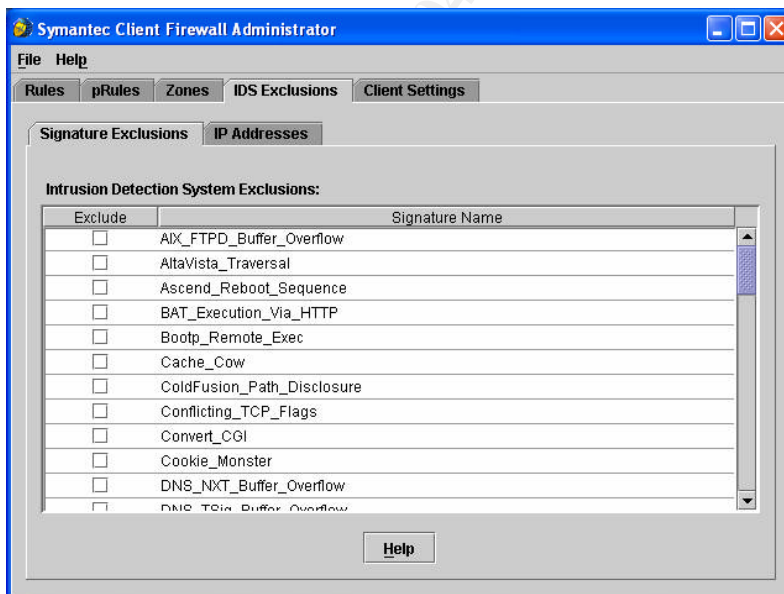 Symantec Client Firewall Administrator
File Help
Rules pRules Zones IDS Exclusions Client Settings
Signature Exclusions IP Addresses
Intrusion Detection System Exclusions:
Exclude Signature Name
AIX_FTPD_Buffer_Overflow
AltaVista_Traversal
Ascend_Reboot_Sequence
BAT_Execution_Via_HTTP
Bootp_Remote_Exec
Cache_Cow
ColdFusion_Path_Disclosure
Conflicting_TCP_Flags
Convert_CGI
Cookie_Monster
DNS_NXT_Buffer_Overflow
DNS_TSig_Buffer_Overflow
Help